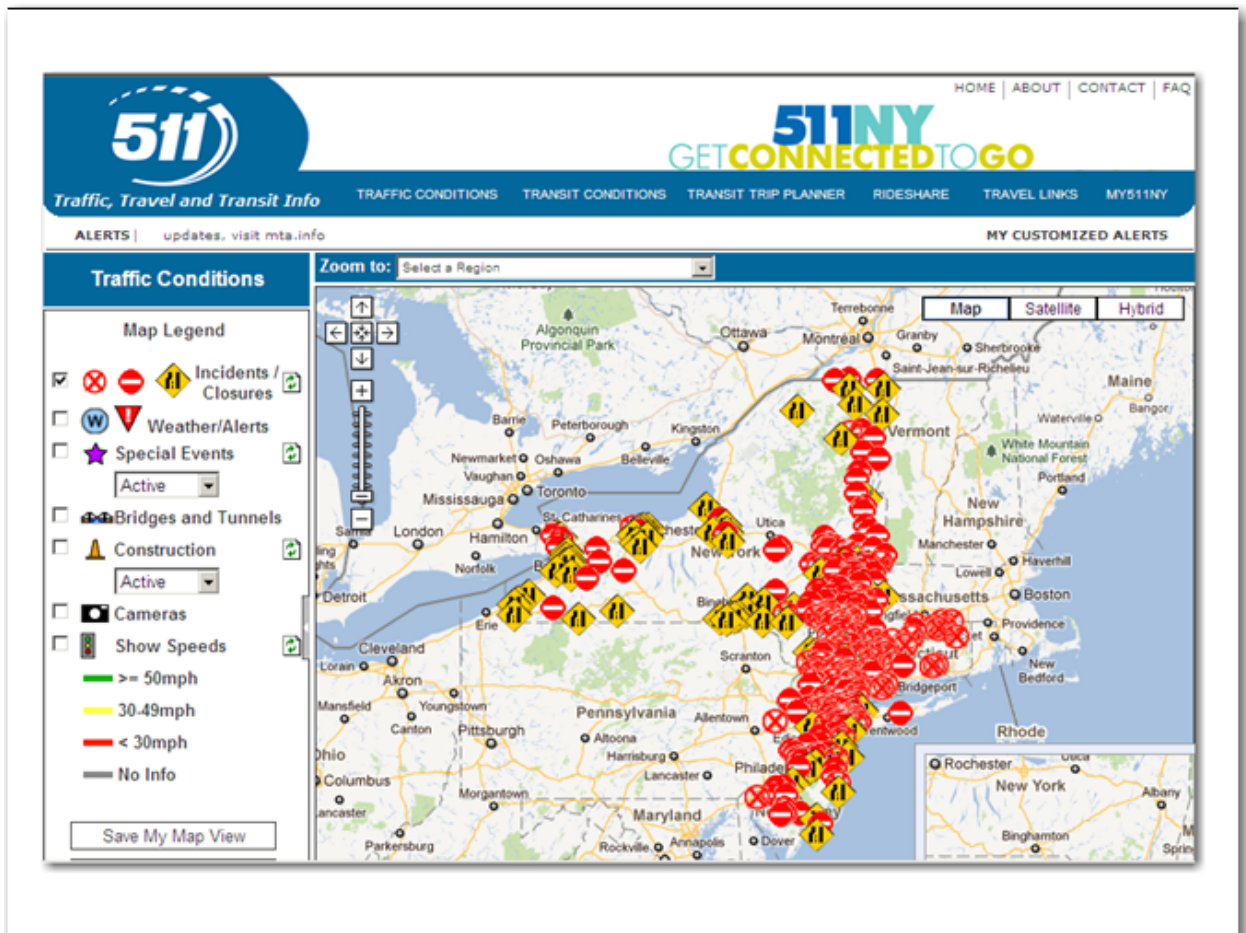 HOME | ABOUT | CONTACT | FAQ
511
511NY
GETCONNECTEDTOGO
Traffic, Travel and Transit Info
TRAFFIC CONDITIONS
TRANSIT CONDITIONS
TRANSIT TRIP PLANNER
RIDESHARE
TRAVEL LINKS
MY511NY
ALERTS | updates, visit mta.info
MY CUSTOMIZED ALERTS
Traffic Conditions
Zoom to: Select a Region
Map Legend
Incidents /
Closures
W
Weather/Alerts
Special Events
Active
Bridges and Tunnels
Construction
Active
Cameras
Show Speeds
>= 50mph
30-49mph
< 30mph
No Info
Save My Map View
Map
Satellite
Hybrid
Terrebonne
Algonquin
Provincial Park
Ottawa
Montréal
Granby
Sherbrooke
Saint-Jean-sur-Richelieu
Maine
Bangor
Waterville
Barrie
Peterborough
Kingston
Vermont
White Mountain
National Forest
Newmarket
Oshawa
Belleville
Vaughan
Portland
Toronto
Mississauga
New
Hampshire
St. Catharines
Utica
London
Hamilton
New York
Manchester
Haverhill
Norfolk
Lowell
Detroit
Boston
Erie
Providence
Cleveland
Scranton
New
Bedford
Lorain
Akron
Bridgeport
Mansfield
Youngstown
Pennsylvania
Allentown
Canton
Pittsburgh
Altoona
Rhode
Harrisburg
Columbus
Lancaster
Rochester
New York
Albany
Morgantown
Maryland
Binghamton
Parkersburg
Rockville
Annapolis
Dover